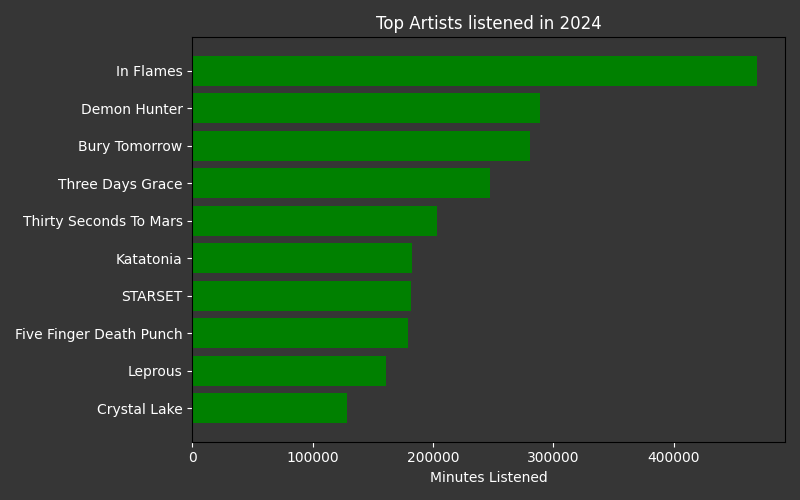 Top Artists listened in 2024
In Flames
Demon Hunter
Bury Tomorrow
Three Days Grace
Thirty Seconds To Mars
Katatonia
STARSET
Five Finger Death Punch
Leprous
Crystal Lake
0 100000 200000 300000 400000
Minutes Listened